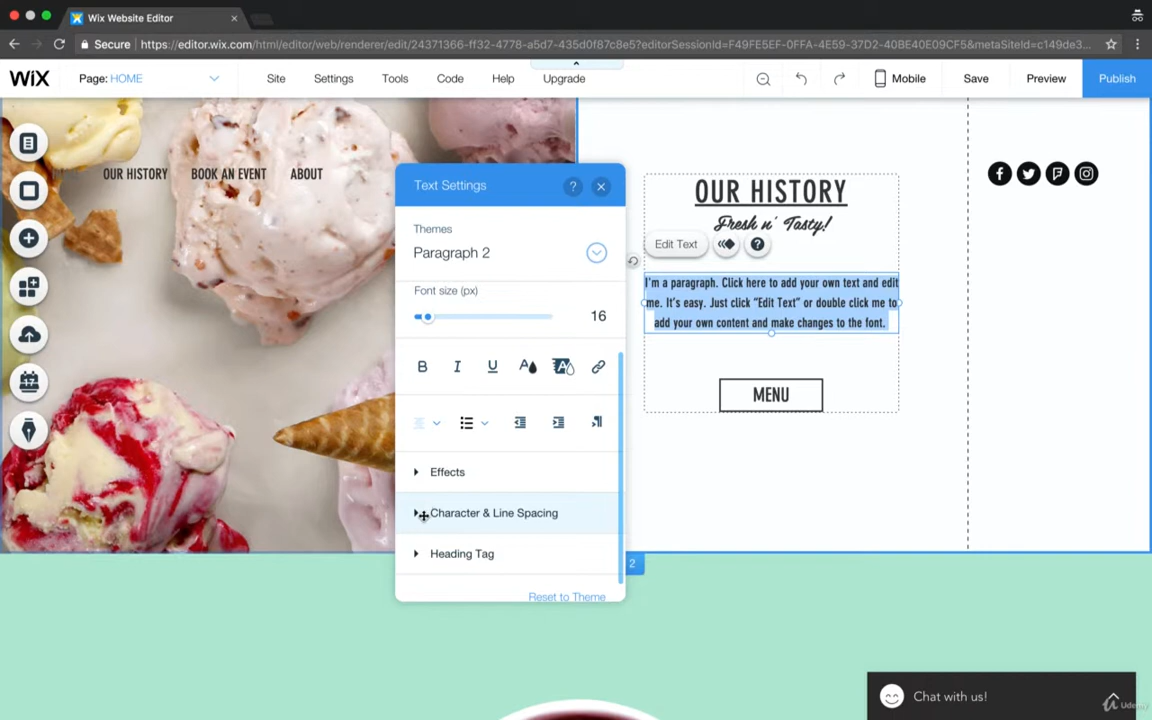 Wix Website Editor
Secure
https://editor.wix.com/html/editor/web/renderer/edit/24371366-ff32-4778-a5d7-435d0f87c8e5?editorSessionId=F49FE5EF-0FFA-4E59-37D2-40BE40E09CF5&metaSiteId=c149de3...
WiX
Page: HOME
Site
Settings
Tools
Code
Help
Upgrade
Mobile
Save
Preview
Publish
OUR HISTORY
BOOK AN EVENT
ABOUT
Text Settings
?
Themes
Paragraph 2
Font size (px)
16
B I U A A
Effects
Character & Line Spacing
Heading Tag
Reset to Theme
17
OUR HISTORY
Fresh n' Tasty!
Edit Text
?
I'm a paragraph. Click here to add your own text and edit
me. It's easy. Just click “Edit Text” or double click me to
add your own content and make changes to the font.
MENU
2
Chat with us!
Udemy